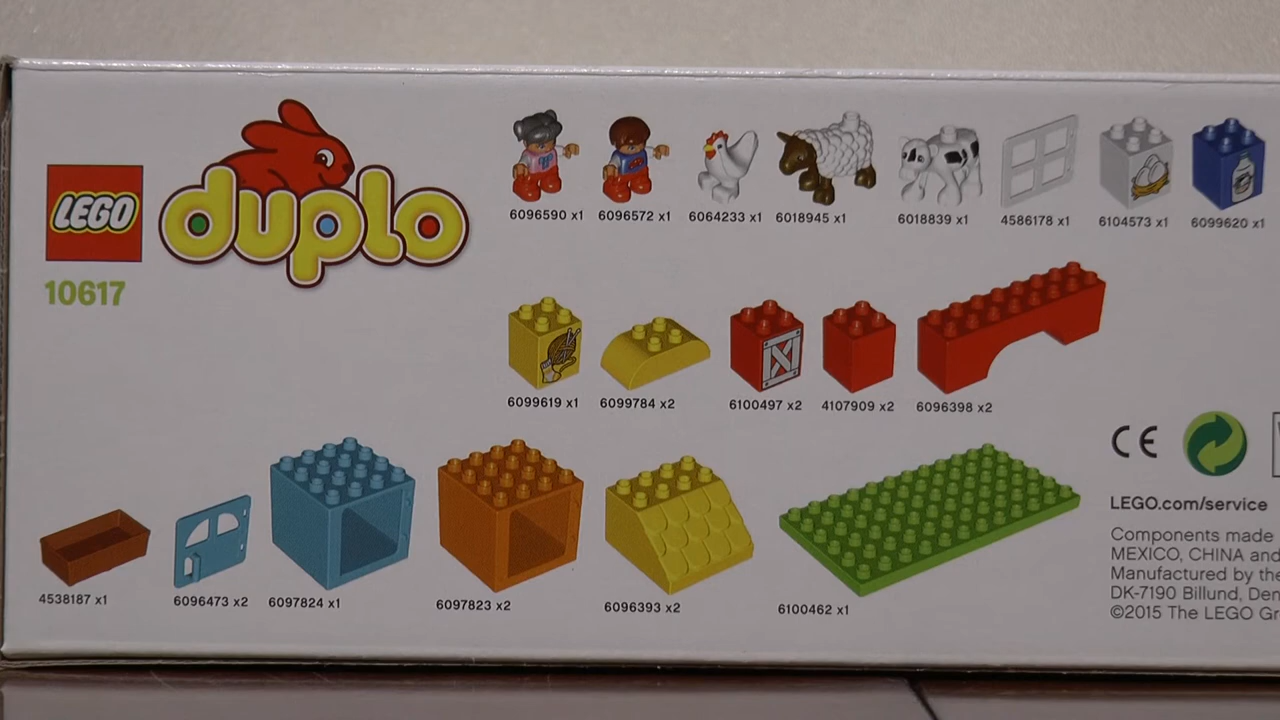 LEGO
duplo
10617
6096590 x1 6096572 x1 6064233 x1 6018945 x1 6018839 x1 4586178 x1 6104573 x1 6099620 x1
6099619 x1 6099784 x2 6100497 x2 4107909 x2 6096398 x2
4538187 x1 6096473 x2 6097824 x1 6097823 x2 6096393 x2 6100462 x1
CE
LEGO.com/service
Components made
MEXICO, CHINA and
Manufactured by the
DK-7190 Billund, Den
©2015 The LEGO Gr